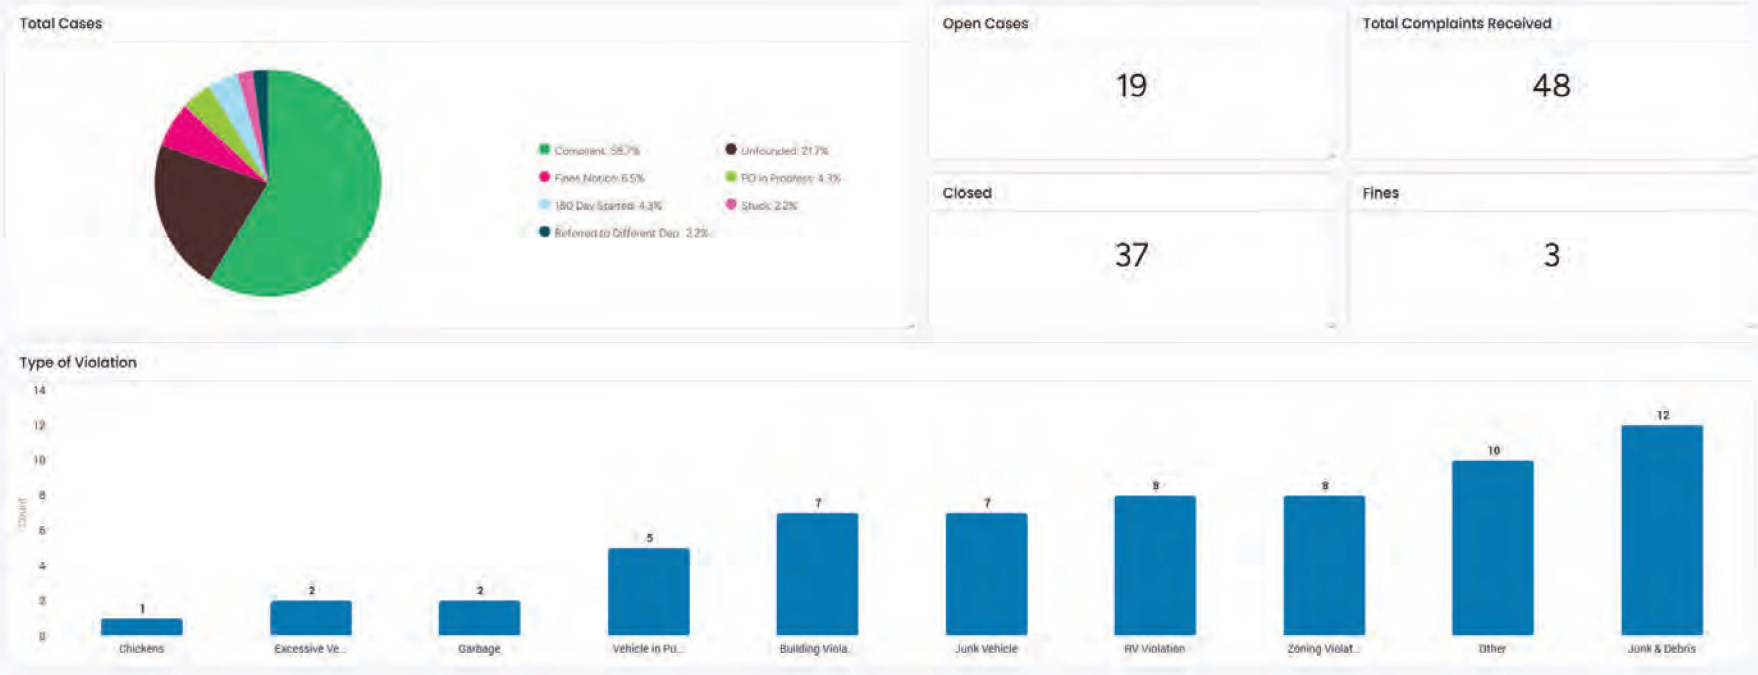 Total Cases
Compliant: 58.7%
Unfounded: 21.7%
Fines Notice: 6.5%
PO in Progress: 4.3%
180 Day Started: 4.3%
Stuck: 2.2%
Referred to Different Dep: 2.2%
Open Cases
19
Total Complaints Received
48
Closed
37
Fines
3
Type of Violation
Count
14
12
10
8
6
4
2
0
1
2
2
5
7
7
8
8
10
12
Chickens
Excessive Ve...
Garbage
Vehicle in Pu...
Building Viola...
Junk Vehicle
RV Violation
Zoning Violat...
Other
Junk & Debris